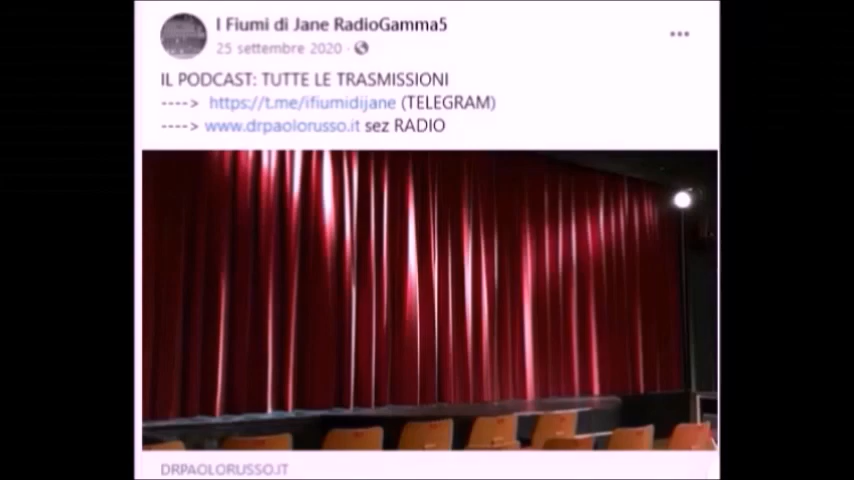 I Fiumi di Jane RadioGamma5
25 settembre 2020 ·
IL PODCAST: TUTTE LE TRASMISSIONI
----> https://t.me/ifiumidijane (TELEGRAM)
----> www.drpaolorusso.it sez RADIO
DRPAOLORUSSO.IT